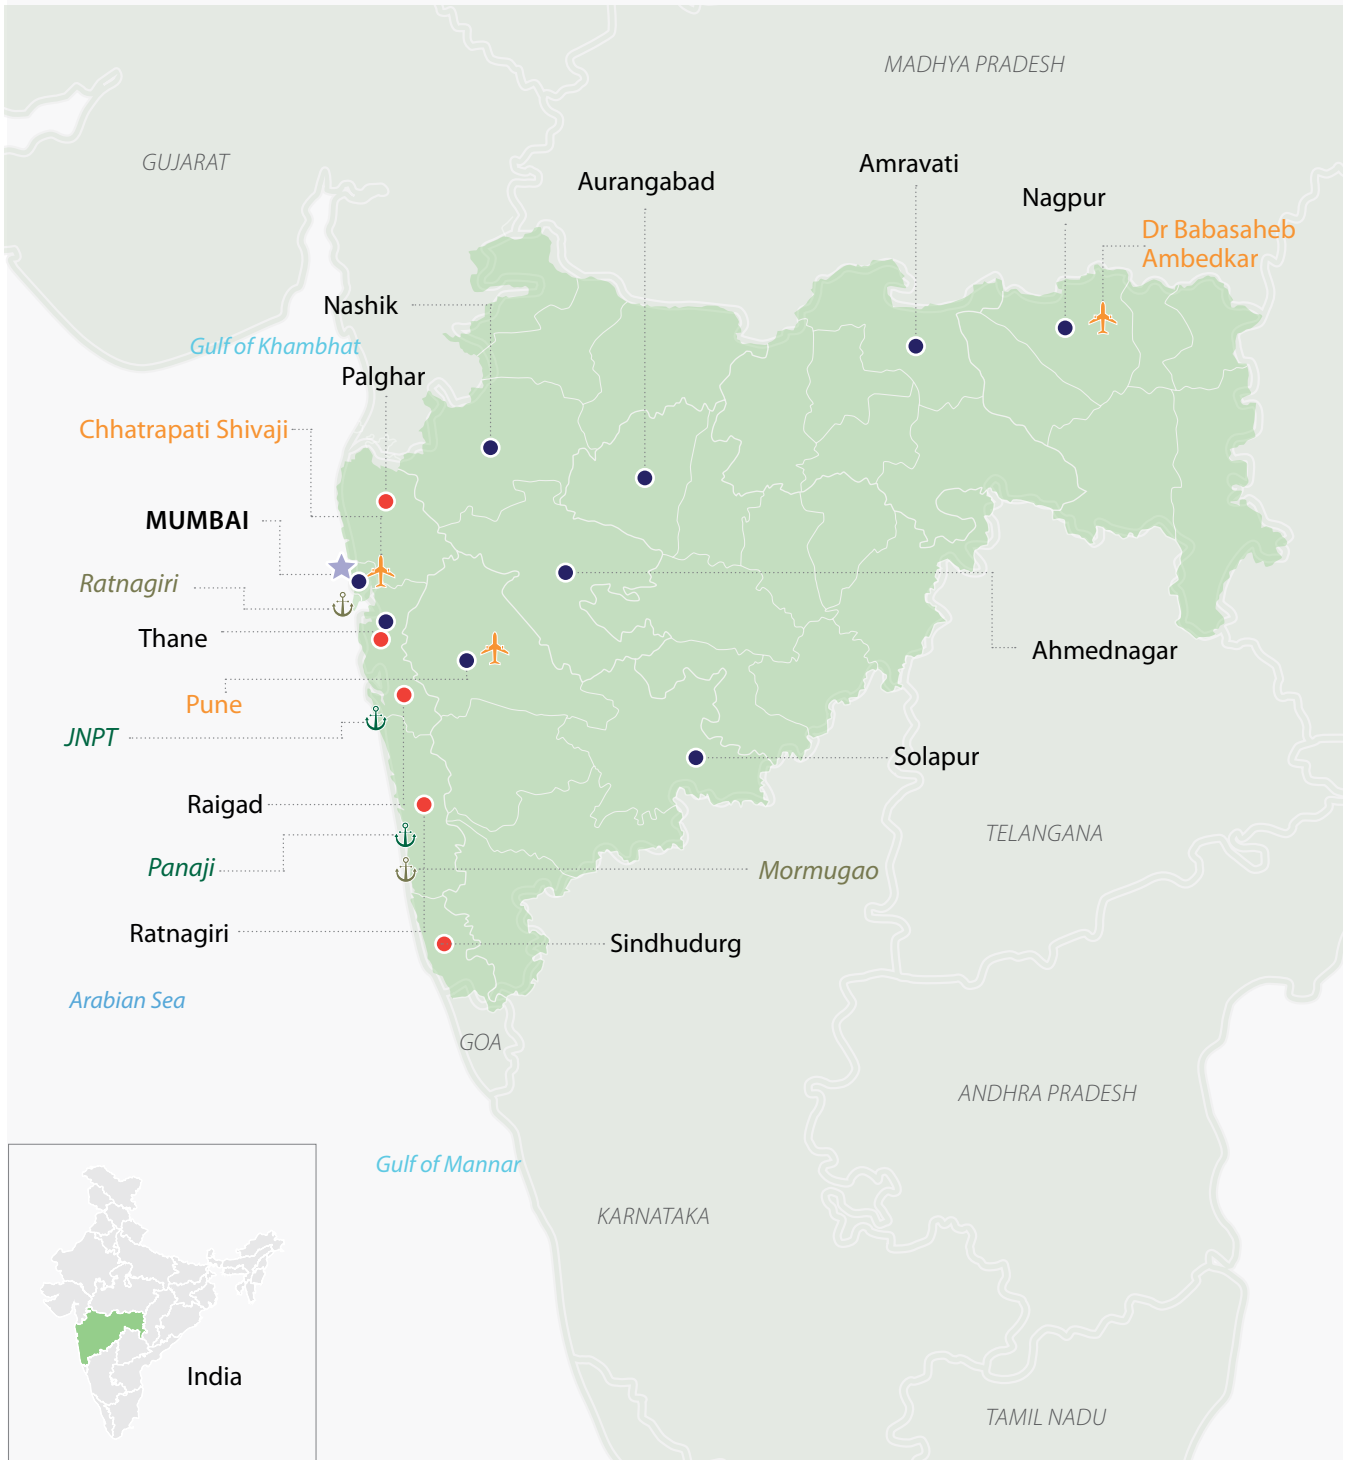 MADHYA PRADESH
GUJARAT
Amravati
Aurangabad
Nagpur
Dr Babasaheb
Ambedkar
Nashik
Gulf of Khambhat
Palghar
Chhatrapati Shivaji
MUMBAI
Ratnagiri
Thane
Ahmednagar
Pune
JNPT
Solapur
Raigad
TELANGANA
Panaji
Mormugao
Ratnagiri
Sindhudurg
Arabian Sea
GOA
ANDHRA PRADESH
Gulf of Mannar
KARNATAKA
India
TAMIL NADU